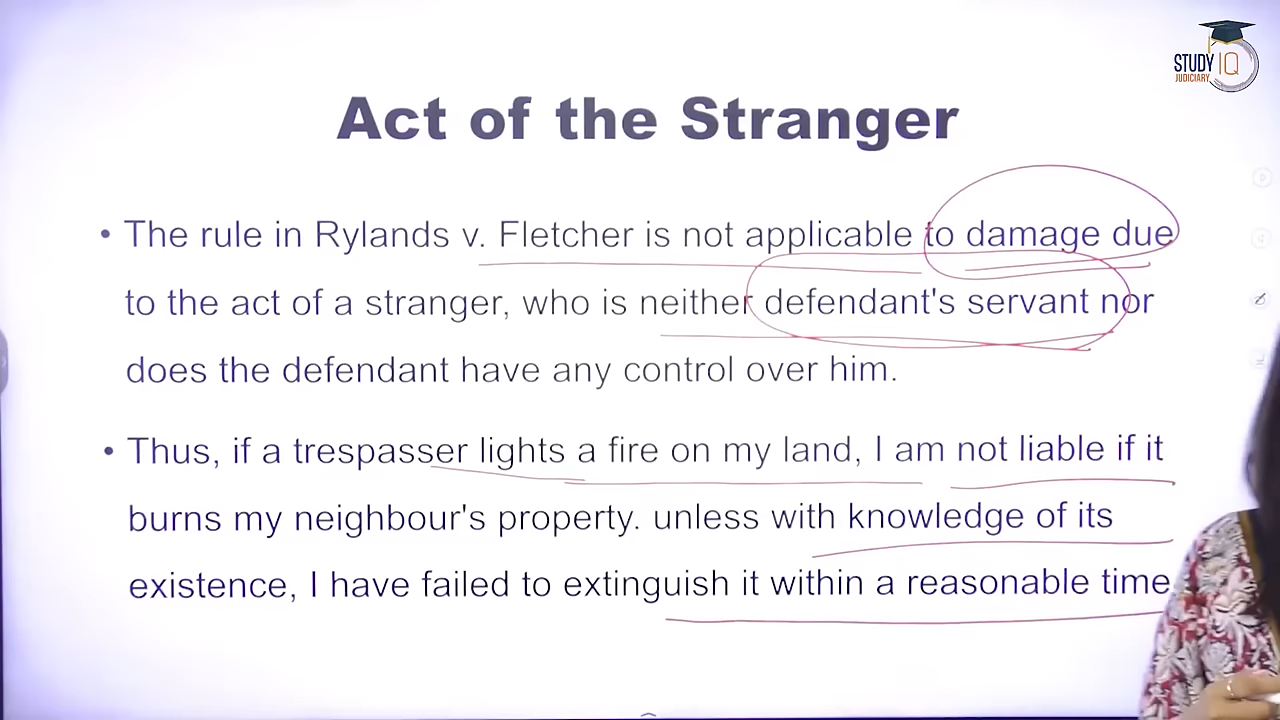 STUDY IQ
JUDICIARY
Act of the Stranger
• The rule in Rylands v. Fletcher is not applicable to damage due
to the act of a stranger, who is neither defendant's servant nor
does the defendant have any control over him.
• Thus, if a trespasser lights a fire on my land, I am not liable if it
burns my neighbour's property. unless with knowledge of its
existence, I have failed to extinguish it within a reasonable time